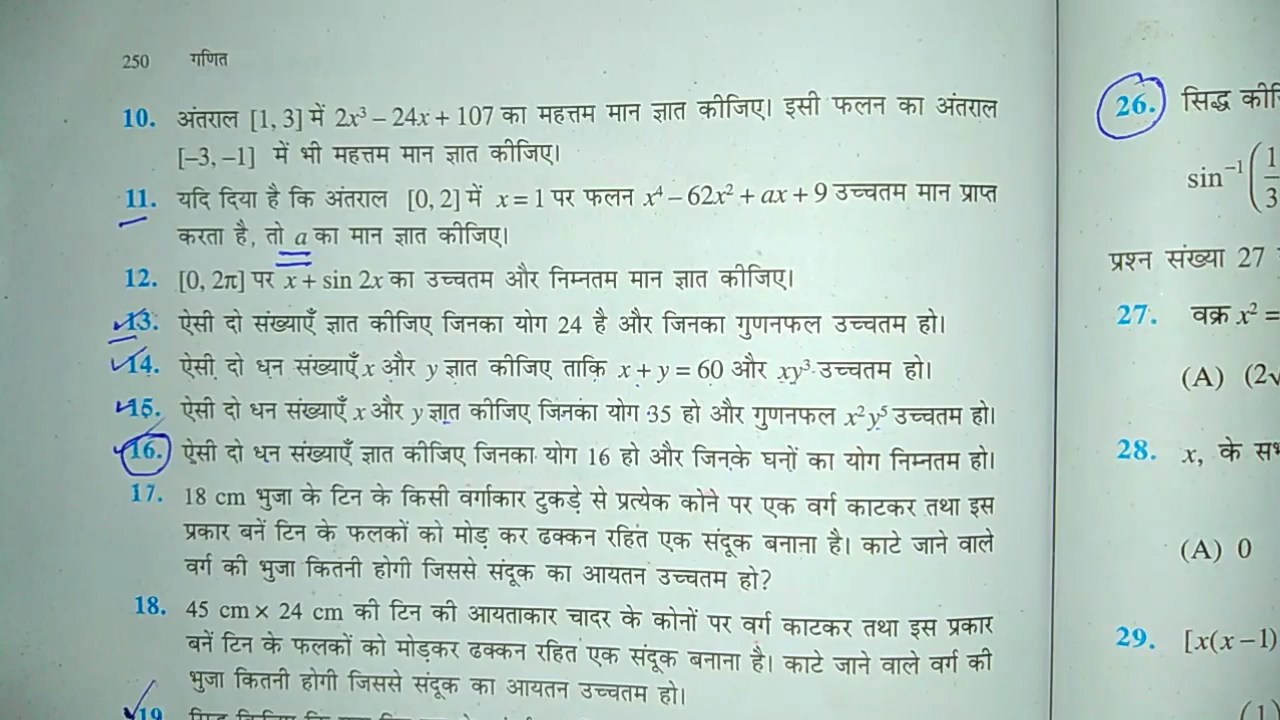 250 गणित
10. अंतराल [1, 3] में 2x³ – 24x + 107 का महत्तम मान ज्ञात कीजिए। इसी फलन का अंतराल
[–3, –1] में भी महत्तम मान ज्ञात कीजिए।
11. यदि दिया है कि अंतराल [0, 2] में x = 1 पर फलन x⁴ – 62x² + ax + 9 उच्चतम मान प्राप्त
करता है, तो a का मान ज्ञात कीजिए।
12. [0, 2π] पर x + sin 2x का उच्चतम और निम्नतम मान ज्ञात कीजिए।
13. ऐसी दो संख्याएँ ज्ञात कीजिए जिनका योग 24 है और जिनका गुणनफल उच्चतम हो।
14. ऐसी दो धन संख्याएँ x और y ज्ञात कीजिए ताकि x + y = 60 और xy³ उच्चतम हो।
15. ऐसी दो धन संख्याएँ x और y ज्ञात कीजिए जिनका योग 35 हो और गुणनफल x² y⁵ उच्चतम हो।
16. ऐसी दो धन संख्याएँ ज्ञात कीजिए जिनका योग 16 हो और जिनके घनों का योग निम्नतम हो।
17. 18 cm भुजा के टिन के किसी वर्गाकार टुकड़े से प्रत्येक कोने पर एक वर्ग काटकर तथा इस
प्रकार बनें टिन के फलकों को मोड़ कर ढक्कन रहित एक संदूक बनाना है। काटे जाने वाले
वर्ग की भुजा कितनी होगी जिससे संदूक का आयतन उच्चतम हो?
18. 45 cm × 24 cm की टिन की आयताकार चादर के कोनों पर वर्ग काटकर तथा इस प्रकार
बनें टिन के फलकों को मोड़कर ढक्कन रहित एक संदूक बनाना है। काटे जाने वाले वर्ग की
भुजा कितनी होगी जिससे संदूक का आयतन उच्चतम हो।
19.
26. सिद्ध
sin⁻¹(1/3
प्रश्न संख्या 27
27. वक्र x² =
(A) (2√
28. x, के
(A) 0
29. [x(x – 1)